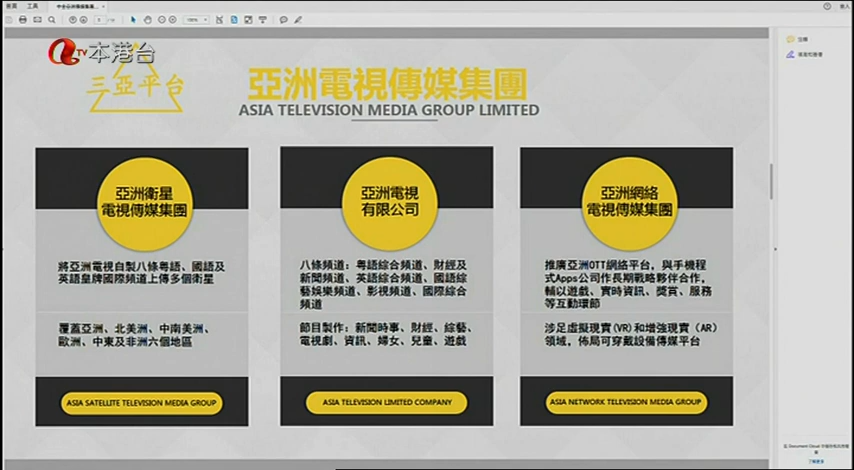 首頁 工具
登入
TV 本港台
三亞平台
亞洲電視傳媒集團
ASIA TELEVISION MEDIA GROUP LIMITED
亞洲衛星
電視傳媒集團
將亞洲電視自製八條粵語、國語及
英語皇牌國際頻道上傳多個衛星
覆蓋亞洲、北美洲、中南美洲、
歐洲、中東及非洲六個地區
ASIA SATELLITE TELEVISION MEDIA GROUP
亞洲電視
有限公司
八條頻道：粵語綜合頻道、財經及
新聞頻道、英語綜合頻道、國語綜
藝娛樂頻道、影視頻道、國際綜合
頻道
節目製作：新聞時事、財經、綜藝、
電視劇、資訊、婦女、兒童、遊戲
ASIA TELEVISION LIMITED COMPANY
亞洲網絡
電視傳媒集團
推廣亞洲OTT網絡平台，與手機程
式Apps公司作長期戰略夥伴合作，
輔以遊戲、實時資訊、獎賞、服務
等互動環節
涉足虛擬現實(VR)和增強現實（AR）
領域，佈局可穿戴設備傳媒平台
ASIA NETWORK TELEVISION MEDIA GROUP
註解
了解更多